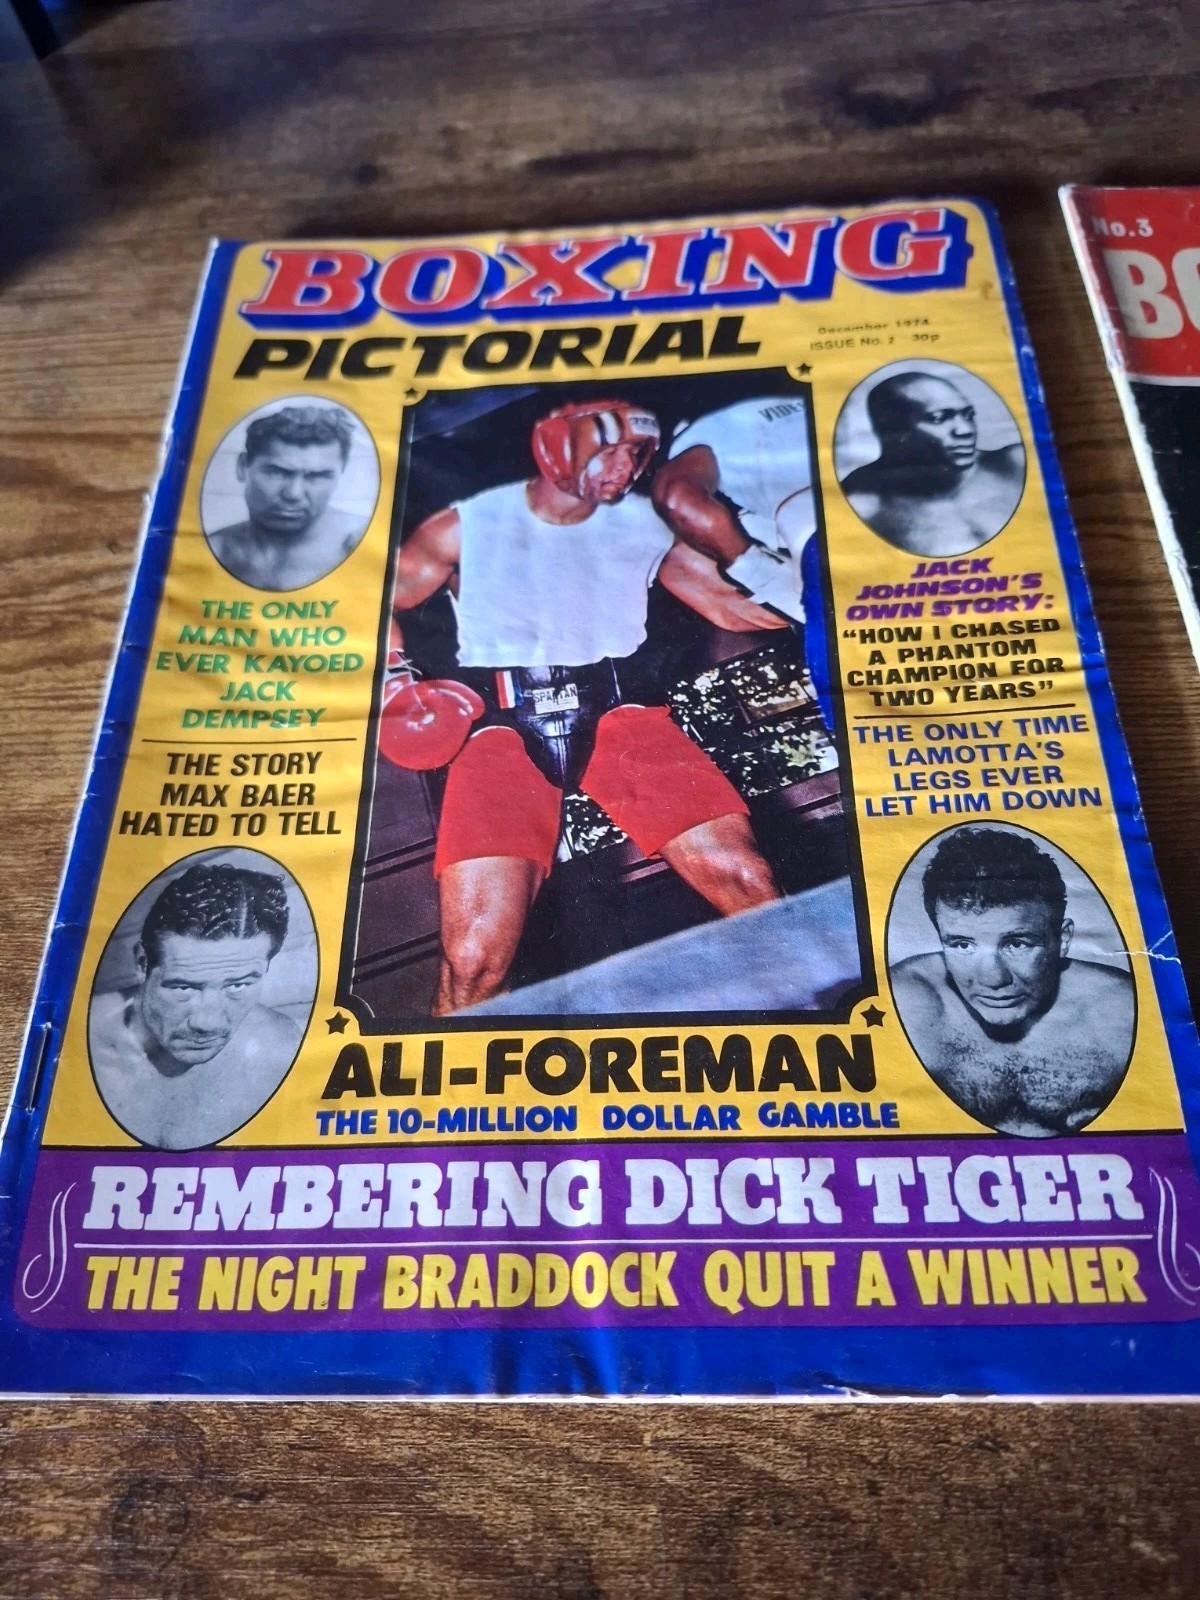 BOXING
PICTORIAL
December 1974
ISSUE No. 2 30p
THE ONLY
MAN WHO
EVER KAYOED
JACK
DEMPSEY
THE STORY
MAX BAER
HATED TO TELL
SPARTAN
JACK
JOHNSON'S
OWN STORY:
"HOW I CHASED
A PHANTOM
CHAMPION FOR
TWO YEARS"
THE ONLY TIME
LAMOTTA'S
LEGS EVER
LET HIM DOWN
ALI-FOREMAN
THE 10-MILLION DOLLAR GAMBLE
REMBERING DICK TIGER
THE NIGHT BRADDOCK QUIT A WINNER
No.3